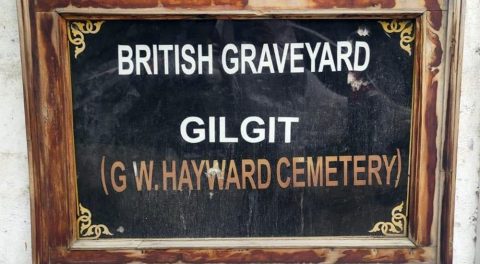 BRITISH GRAVEYARD
GILGIT
(G W. HAYWARD CEMETERY)